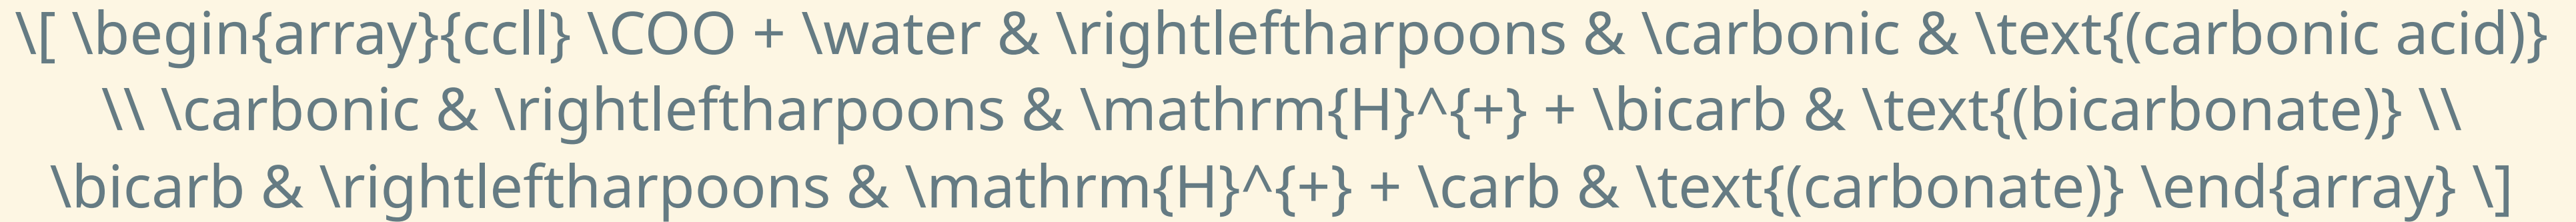 \[ \begin{array}{ccll} \COO + \water & \rightleftharpoons & \carbonic & \text{(carbonic acid)}
\\ \carbonic & \rightleftharpoons & \mathrm{H}^{+} + \bicarb & \text{(bicarbonate)} \\
\bicarb & \rightleftharpoons & \mathrm{H}^{+} + \carb & \text{(carbonate)} \end{array} \]